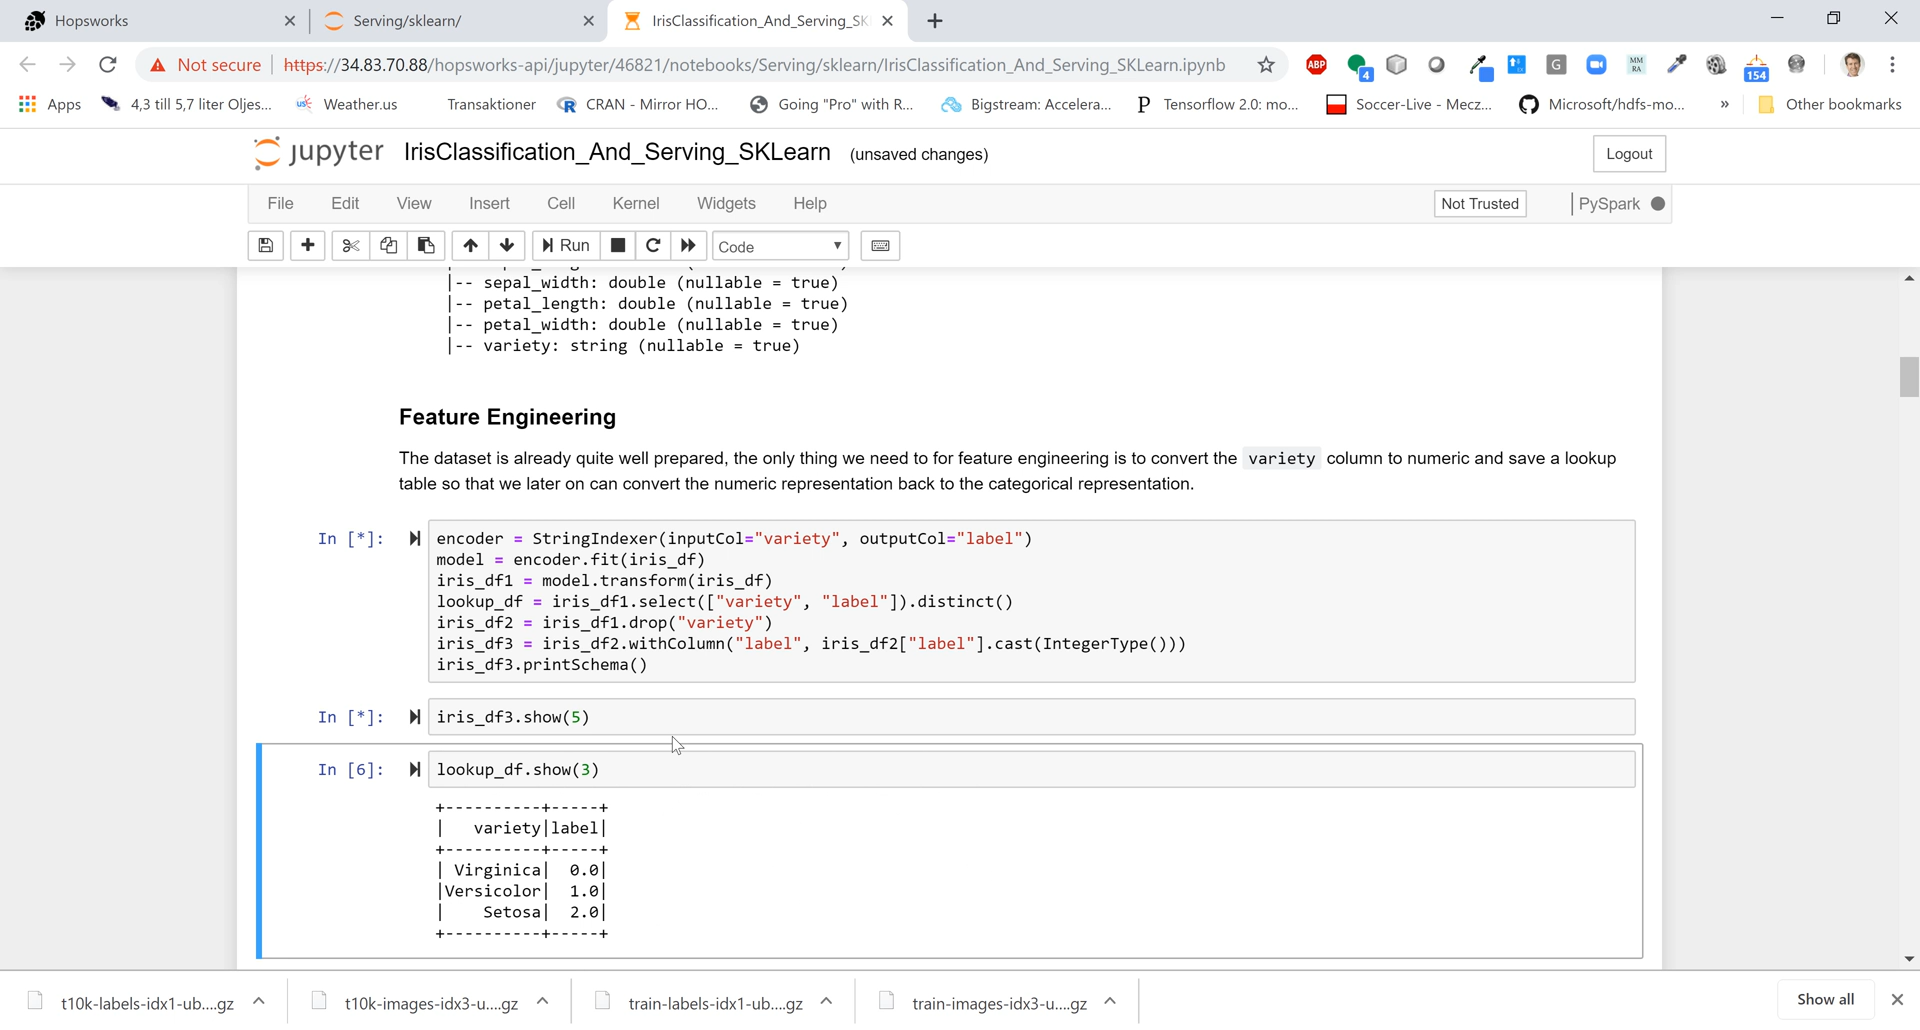 Hopsworks
Serving/sklearn/
IrisClassification_And_Serving_SK
Not secure
https://34.83.70.88/hopsworks-api/jupyter/46821/notebooks/Serving/sklearn/IrisClassification_And_Serving_SKLearn.ipynb
ABP
4
G
MM
RA
154
Apps
4,3 till 5,7 liter Oljes...
us
Weather.us
Transaktioner
CRAN - Mirror HO...
Going "Pro" with R...
Bigstream: Accelera...
P
Tensorflow 2.0: mo...
Soccer-Live - Mecz...
Microsoft/hdfs-mo...
»
Other bookmarks
jupyter
IrisClassification_And_Serving_SKLearn
(unsaved changes)
Logout
File
Edit
View
Insert
Cell
Kernel
Widgets
Help
Not Trusted
PySpark
Run
Code
|-- sepal_width: double (nullable = true)
|-- petal_length: double (nullable = true)
|-- petal_width: double (nullable = true)
|-- variety: string (nullable = true)
Feature Engineering
The dataset is already quite well prepared, the only thing we need to for feature engineering is to convert the variety column to numeric and save a lookup
table so that we later on can convert the numeric representation back to the categorical representation.
In [*]:
encoder = StringIndexer(inputCol="variety", outputCol="label")
model = encoder.fit(iris_df)
iris_df1 = model.transform(iris_df)
lookup_df = iris_df1.select(["variety", "label"]).distinct()
iris_df2 = iris_df1.drop("variety")
iris_df3 = iris_df2.withColumn("label", iris_df2["label"].cast(IntegerType()))
iris_df3.printSchema()
In [*]:
iris_df3.show(5)
In [6]:
lookup_df.show(3)
+----------+-----+
|   variety|label|
+----------+-----+
| Virginica|  0.0|
|Versicolor|  1.0|
|    Setosa|  2.0|
+----------+-----+
t10k-labels-idx1-ub....gz
t10k-images-idx3-u....gz
train-labels-idx1-ub....gz
train-images-idx3-u....gz
Show all